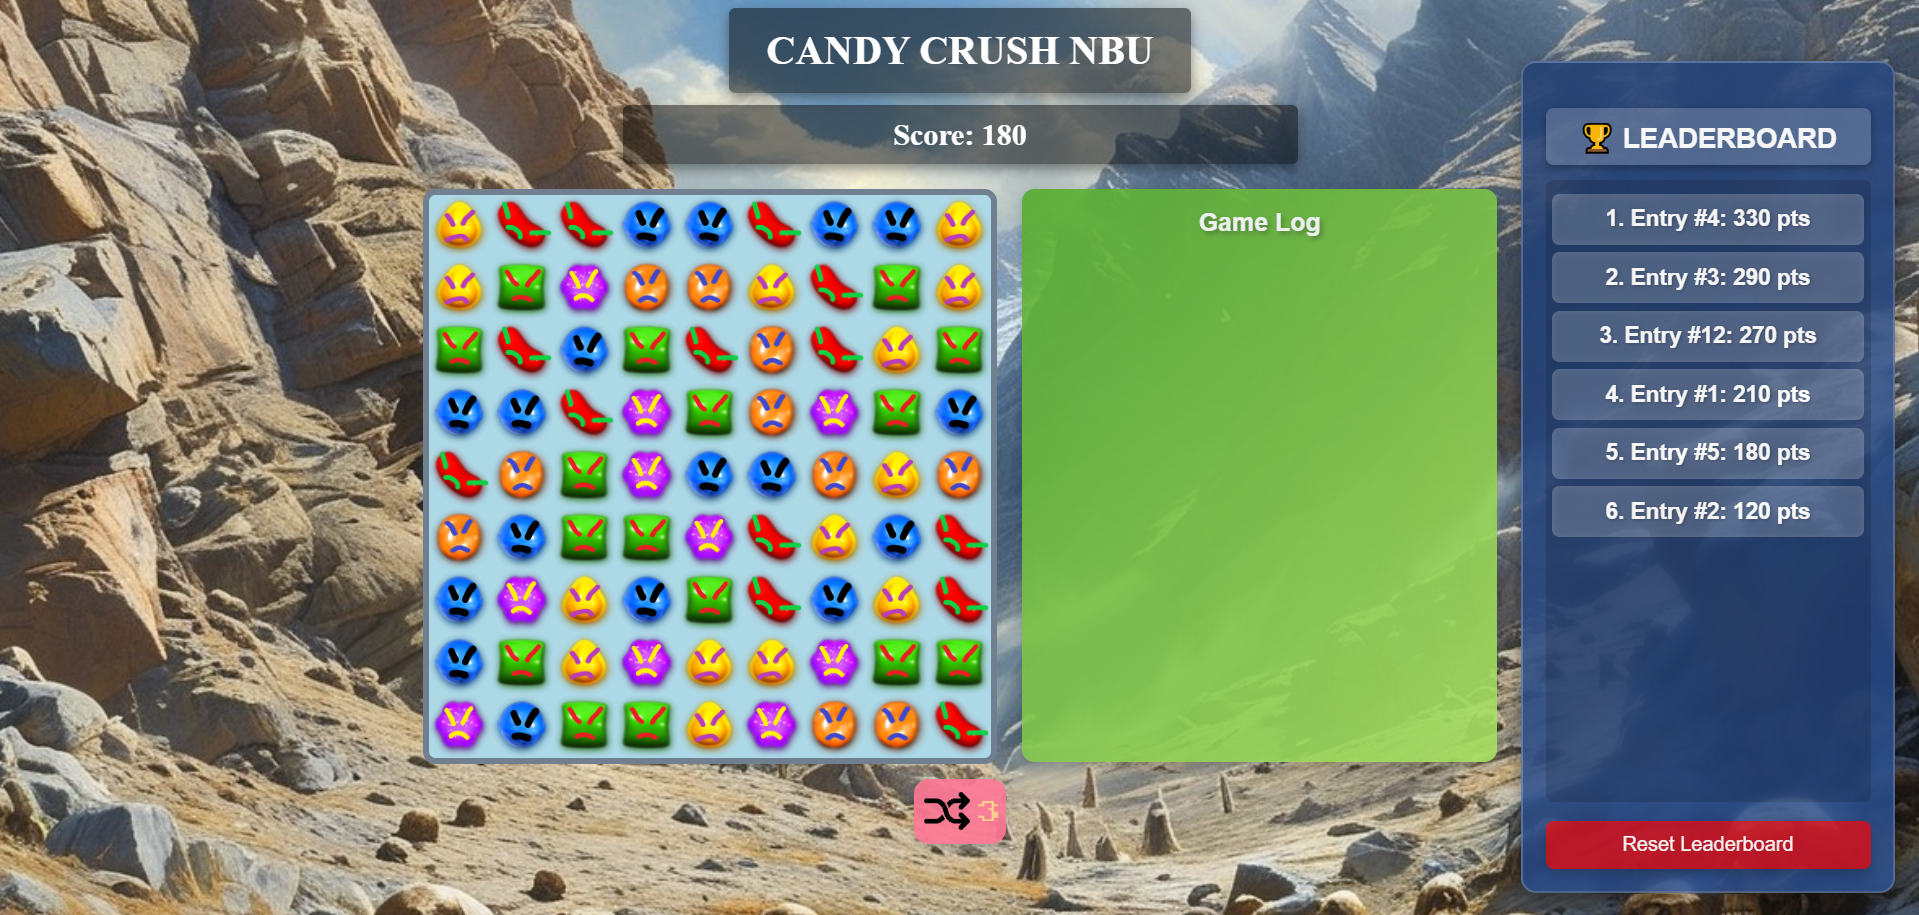 CANDY CRUSH NBU
Score: 180
Game Log
🏆 LEADERBOARD
1. Entry #4: 330 pts
2. Entry #3: 290 pts
3. Entry #12: 270 pts
4. Entry #1: 210 pts
5. Entry #5: 180 pts
6. Entry #2: 120 pts
3
Reset Leaderboard